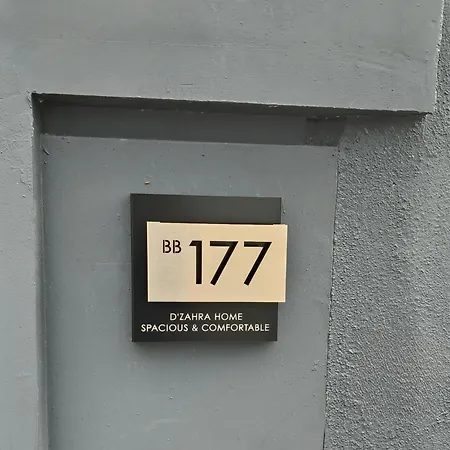 BB 177
D'ZAHRA HOME
SPACIOUS & COMFORTABLE